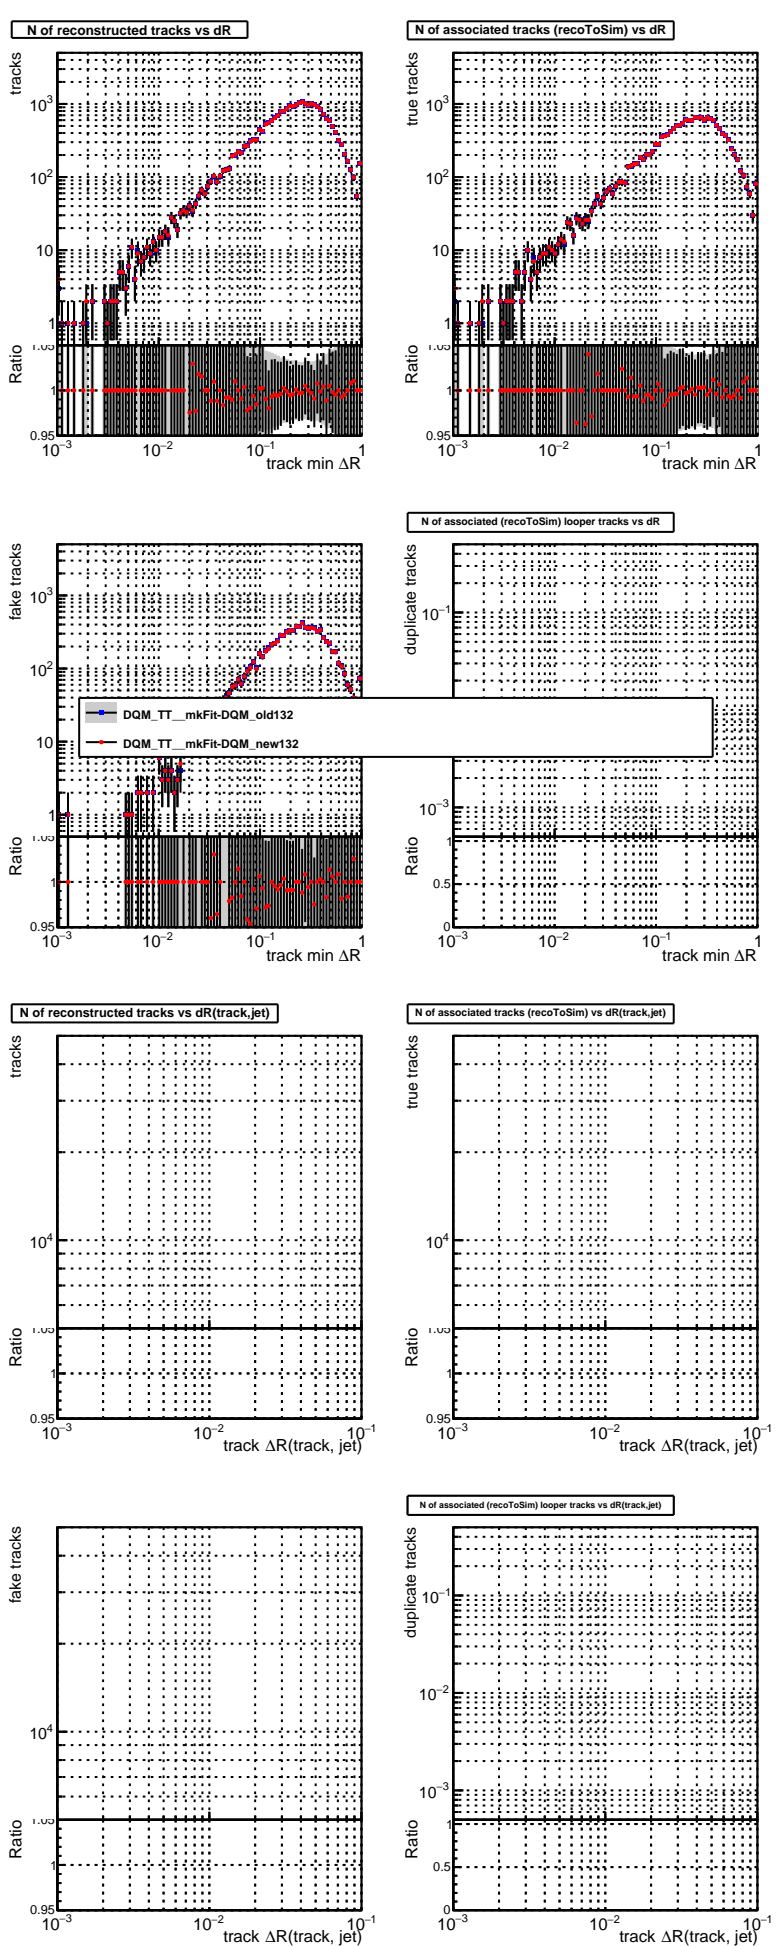 N of reconstructed tracks vs dR
N of associated tracks (recoToSim) vs dR
tracks
10³
10²
10
1
Ratio
1.05
1
0.95
10⁻³
10⁻²
10⁻¹
1
track min ΔR
true tracks
10³
10²
10
1
Ratio
1.05
1
0.95
10⁻³
10⁻²
10⁻¹
1
track min ΔR
N of associated (recoToSim) looper tracks vs dR
fake tracks
10³
10²
10
1
Ratio
1.05
1
0.95
10⁻³
10⁻²
10⁻¹
1
track min ΔR
duplicate tracks
10⁻¹
10⁻³
Ratio
1
0.5
0
10⁻³
10⁻²
10⁻¹
1
track min ΔR
DQM_TT__mkFit-DQM_old132
DQM_TT__mkFit-DQM_new132
N of reconstructed tracks vs dR(track,jet)
N of associated tracks (recoToSim) vs dR(track,jet)
tracks
10⁴
Ratio
1.05
1
0.95
10⁻³
10⁻²
10⁻¹
track ΔR(track, jet)
true tracks
10⁴
Ratio
1.05
1
0.95
10⁻³
10⁻²
10⁻¹
track ΔR(track, jet)
N of associated (recoToSim) looper tracks vs dR(track,jet)
fake tracks
10⁴
Ratio
1.05
1
0.95
10⁻³
10⁻²
10⁻¹
track ΔR(track, jet)
duplicate tracks
10⁻¹
10⁻²
10⁻³
Ratio
1
0.5
0
10⁻³
10⁻²
10⁻¹
track ΔR(track, jet)